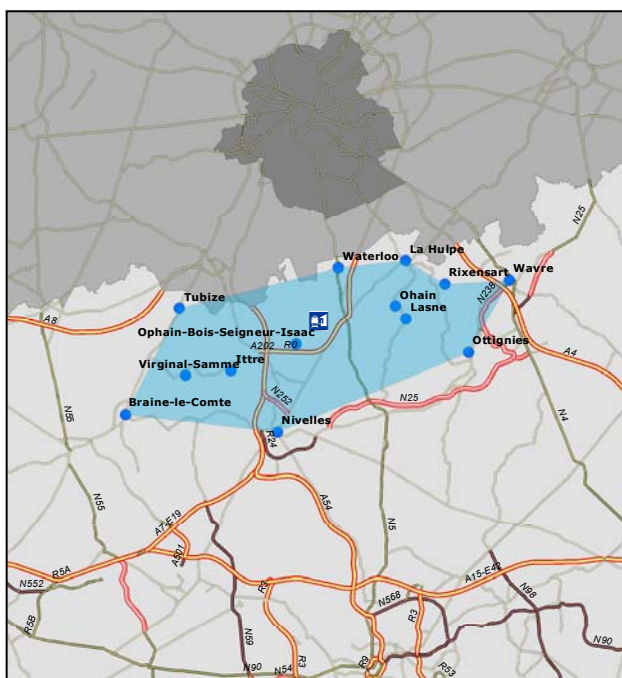 N25
Waterloo
La Hulpe
Rixensart
Wavre
N238
Tubize
Ohain
Lasne
A8
Ophain-Bois-Seigneur-Isaac
A202
R0
Ottignies
A4
Virginal-Samme
Ittre
N252
N25
Braine-le-Comte
N55
Nivelles
R24
N4
N55
A54
N5
A7-E19
A501
R5A
N552
R3
A15-E42
N568
N98
R3
R5B
N59
N90
N90
N54
R3
R9
R53